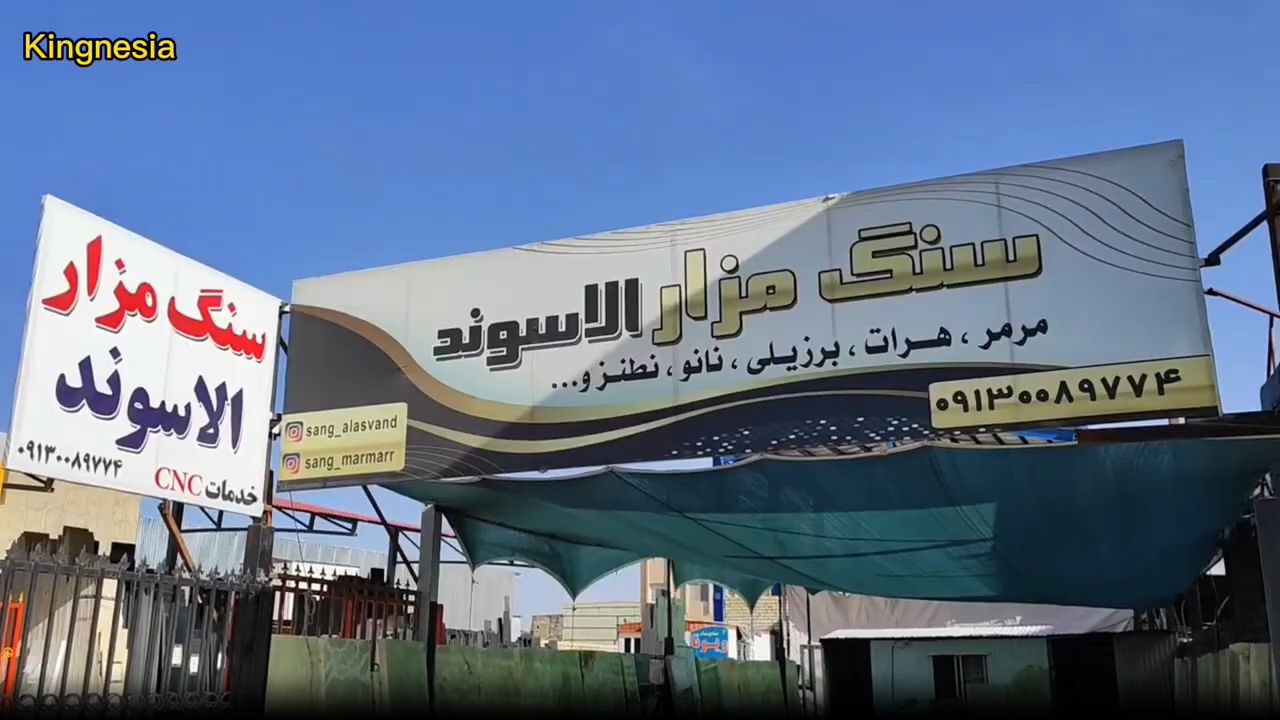 Kingnesia
سنگ مزار
الاسوند
۰۹۱۳۰۰۸۹۷۷۴
خدمات CNC
سنگ مزار الاسوند
مرمر ، هرات ، برزیلی ، نانو ، نطنز و...
۰۹۱۳۰۰۸۹۷۷۴
sang_alasvand
sang_marmarr